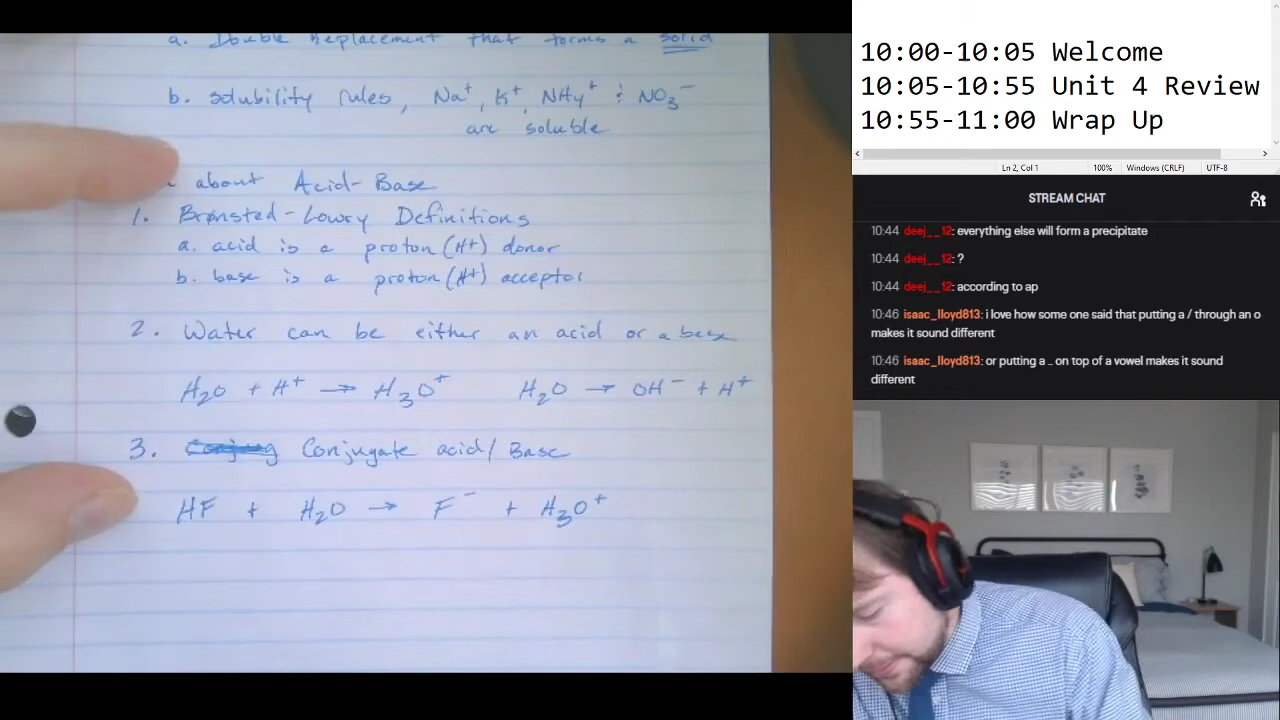 a. Double Replacement that forms a solid
b. solubility rules, Na⁺, K⁺, NH₄⁺ & NO₃⁻
are soluble
about Acid-Base
1. Brønsted-Lowry Definitions
a. acid is a proton (H⁺) donor
b. base is a proton (H⁺) acceptor
2. Water can be either an acid or a base
H₂O + H⁺ → H₃O⁺ H₂O → OH⁻ + H⁺
3. Conjugate acid/Base
HF + H₂O → F⁻ + H₃O⁺
10:00-10:05 Welcome
10:05-10:55 Unit 4 Review
10:55-11:00 Wrap Up
Ln 2, Col 1 100% Windows (CRLF) UTF-8
STREAM CHAT
10:44 deej__12: everything else will form a precipitate
10:44 deej__12: ?
10:44 deej__12: according to ap
10:46 isaac_lloyd813: i love how some one said that putting a / through an o
makes it sound different
10:46 isaac_lloyd813: or putting a .. on top of a vowel makes it sound
different